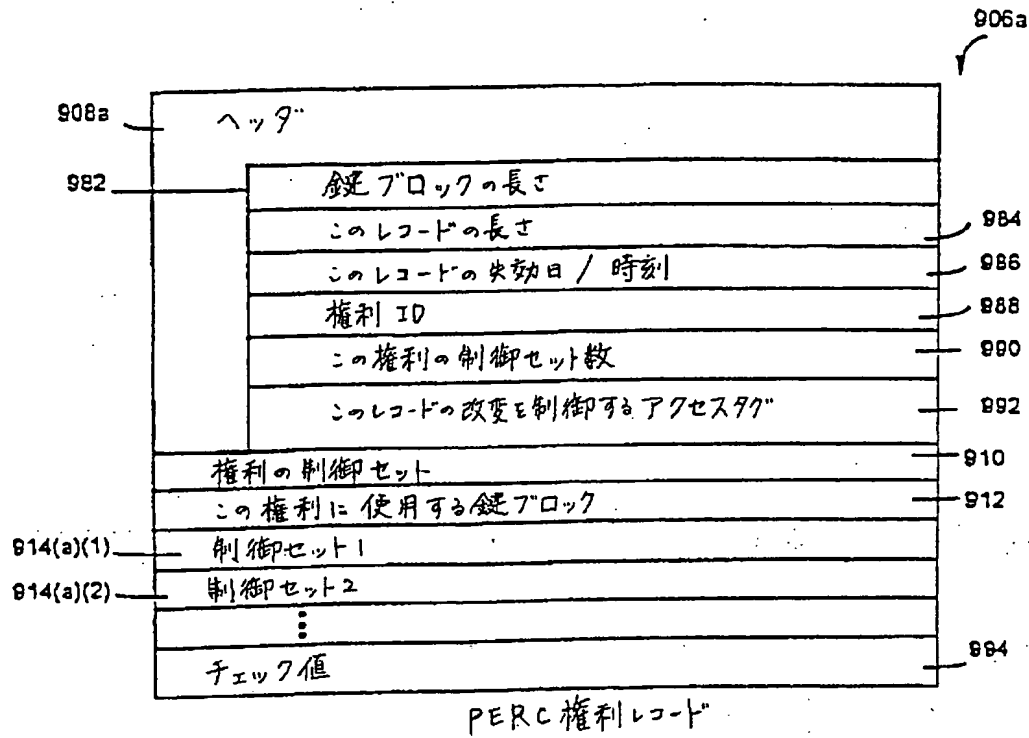 906a
908a ヘッダ
982 鍵ブロックの長さ
このレコードの長さ 984
このレコードの失効日 / 時刻 986
権利 ID 988
この権利の制御セット数 990
このレコードの改変を制御するアクセスタグ 992
権利の制御セット 910
この権利に使用する鍵ブロック 912
914(a)(1) 制御セット1
914(a)(2) 制御セット2
チェック値 994
PERC権利レコード